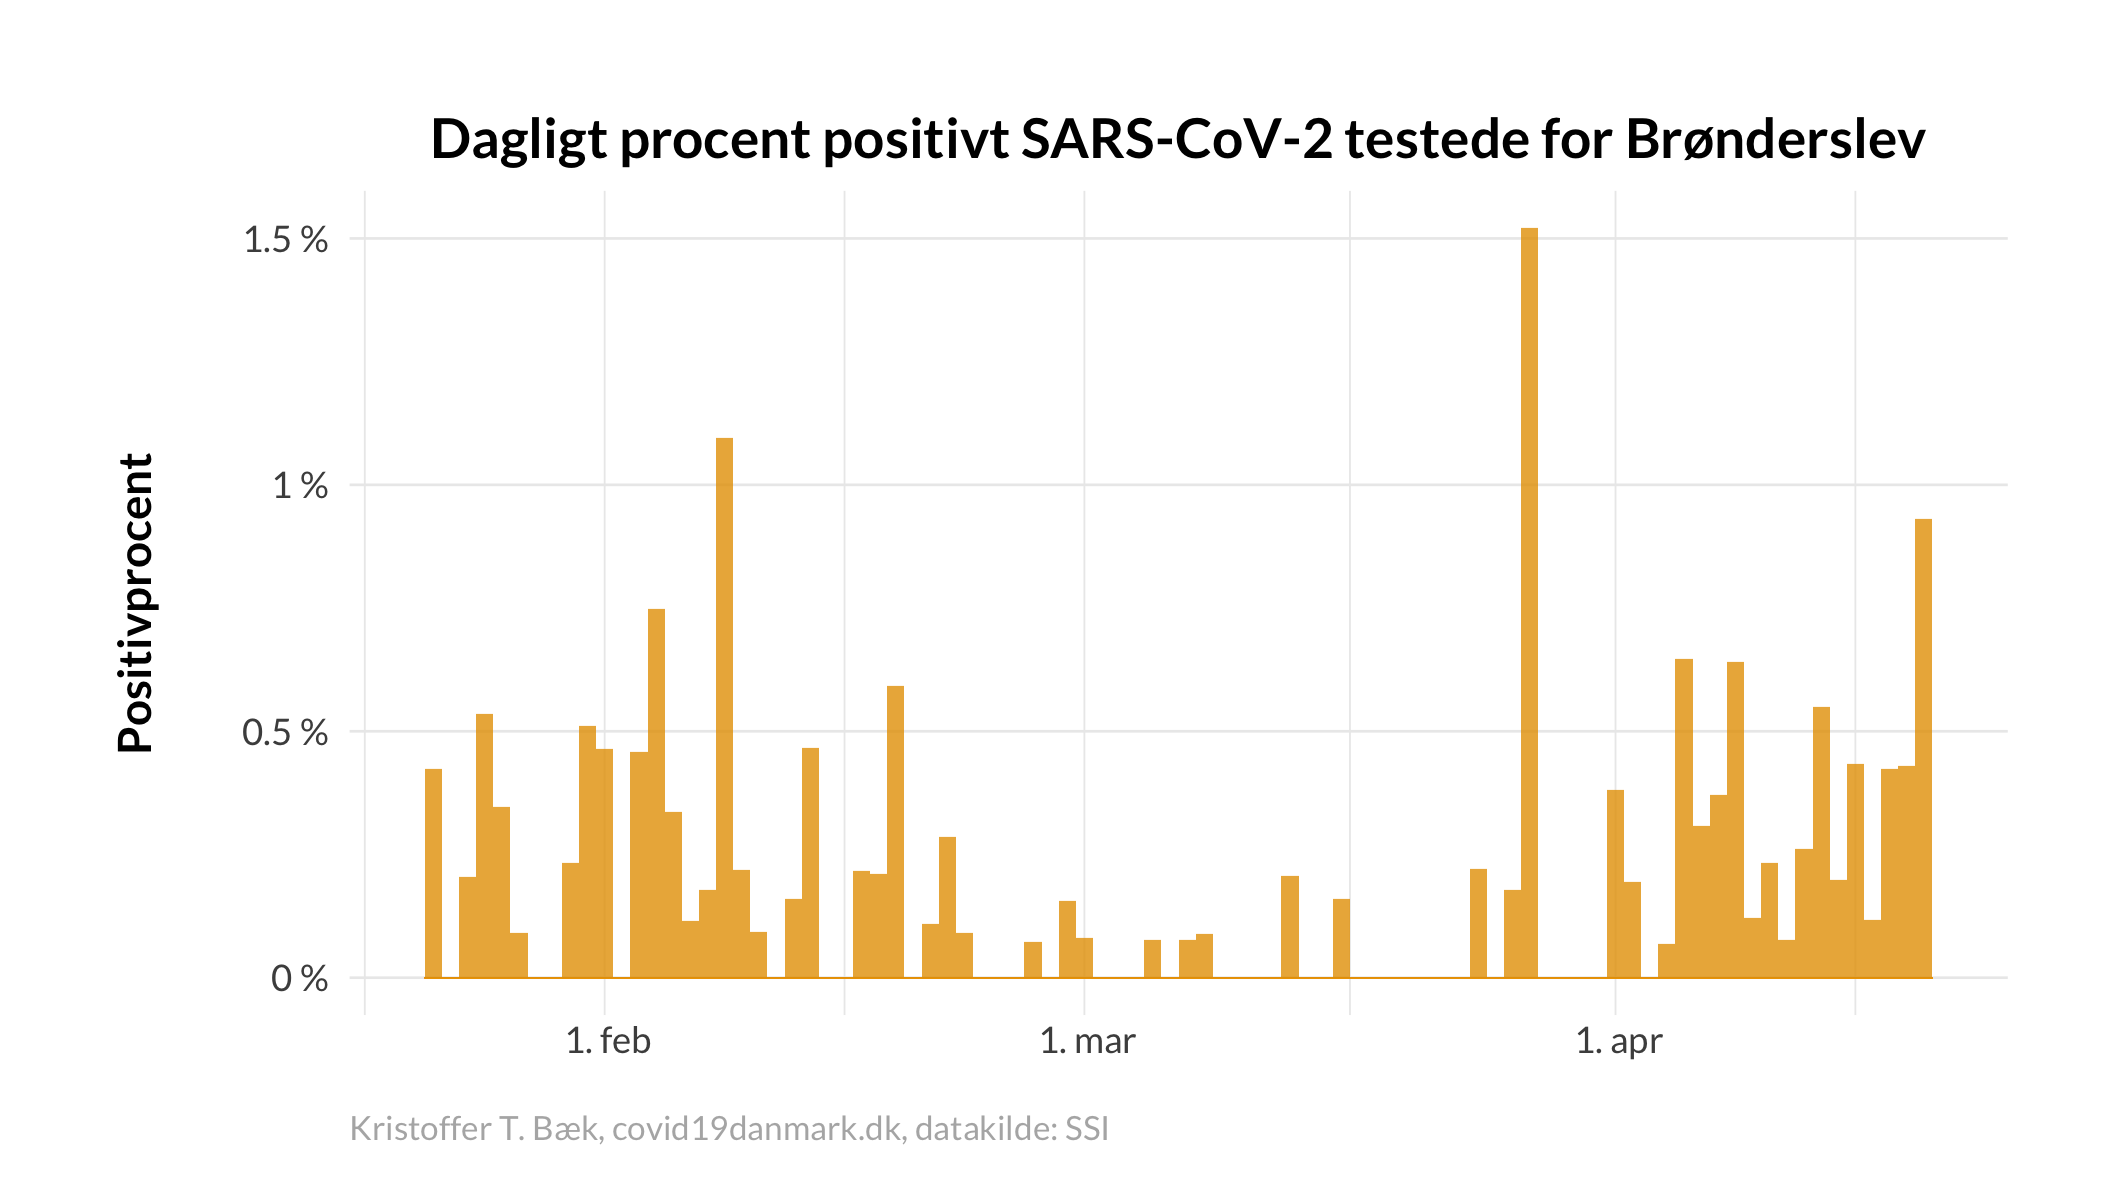 Dagligt procent positivt SARS-CoV-2 testede for Brønderslev
Positivprocent
1.5 %
1 %
0.5 %
0 %
1. feb
1. mar
1. apr
Kristoffer T. Bæk, covid19danmark.dk, datakilde: SSI